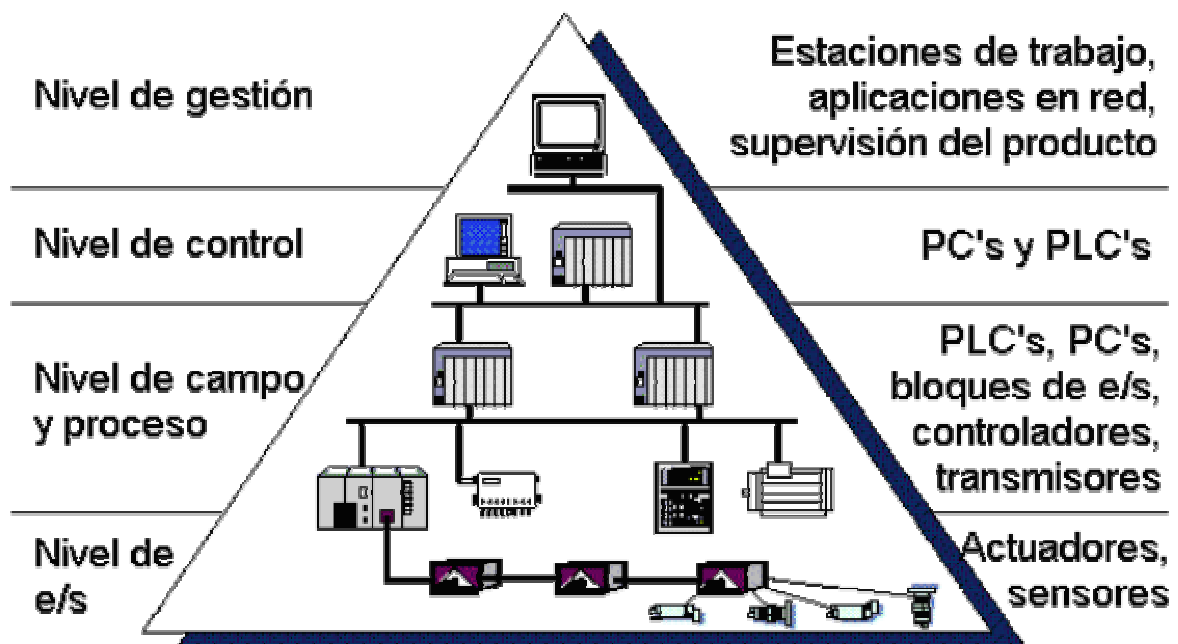 Nivel de gestión
Estaciones de trabajo,
aplicaciones en red,
supervisión del producto
Nivel de control
PC's y PLC's
Nivel de campo
y proceso
PLC's, PC's,
bloques de e/s,
controladores,
transmisores
Nivel de
e/s
Actuadores,
sensores